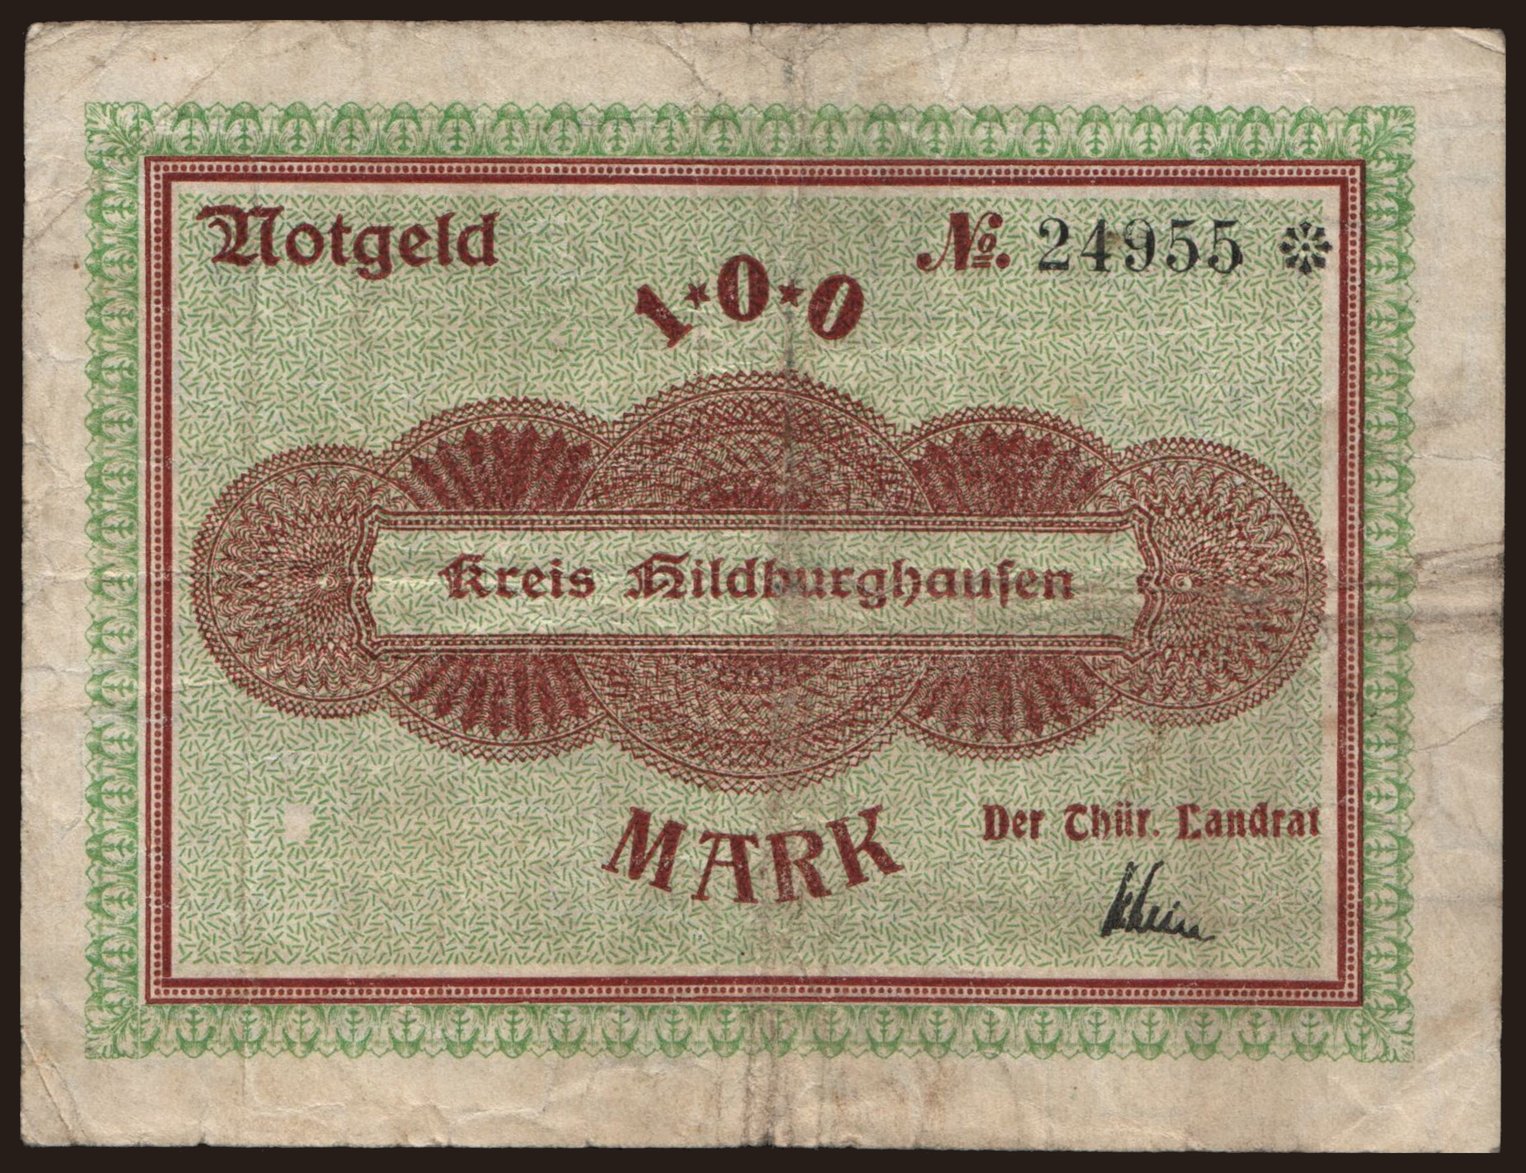 Notgeld
№. 24955
1★0★0
Kreis Hildburghauſen
MARK
Der Thür. Landrat